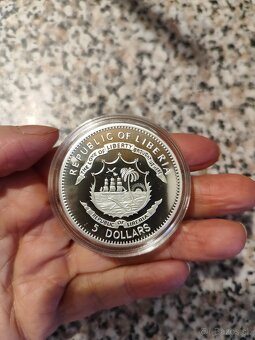 REPUBLIC OF LIBERIA
THE LOVE OF LIBERTY BROUGHT US HERE
REPUBLIC OF LIBERIA
5 DOLLARS